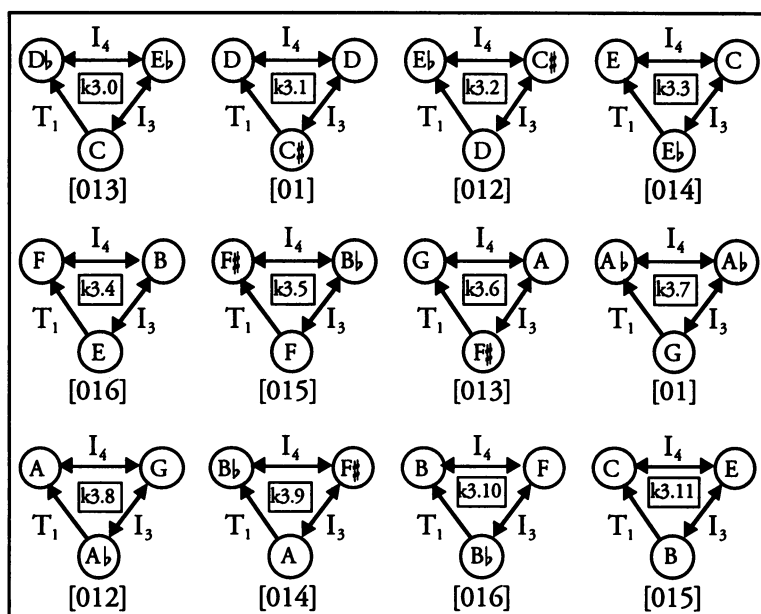 I₄ I₄ I₄ I₄
D♭ E♭ D D E♭ C♯ E C
k3.0 k3.1 k3.2 k3.3
T₁ I₃ T₁ I₃ T₁ I₃ T₁ I₃
C C♯ D E♭
[013] [01] [012] [014]
I₄ I₄ I₄ I₄
F B F♯ B♭ G A A♭ A♭
k3.4 k3.5 k3.6 k3.7
T₁ I₃ T₁ I₃ T₁ I₃ T₁ I₃
E F F♯ G
[016] [015] [013] [01]
I₄ I₄ I₄ I₄
A G B♭ F♯ B F C E
k3.8 k3.9 k3.10 k3.11
T₁ I₃ T₁ I₃ T₁ I₃ T₁ I₃
A♭ A B♭ B
[012] [014] [016] [015]